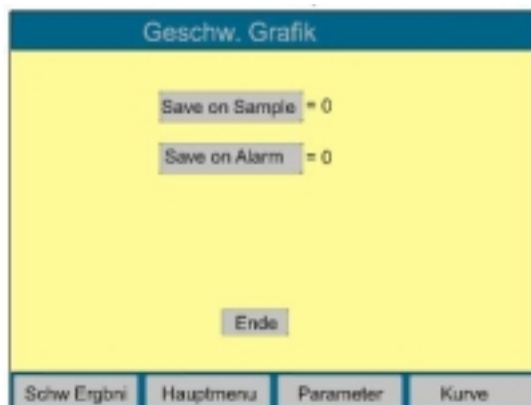 Geschw. Grafik
Save on Sample = 0
Save on Alarm = 0
Ende
Schw Ergbni Hauptmenu Parameter Kurve